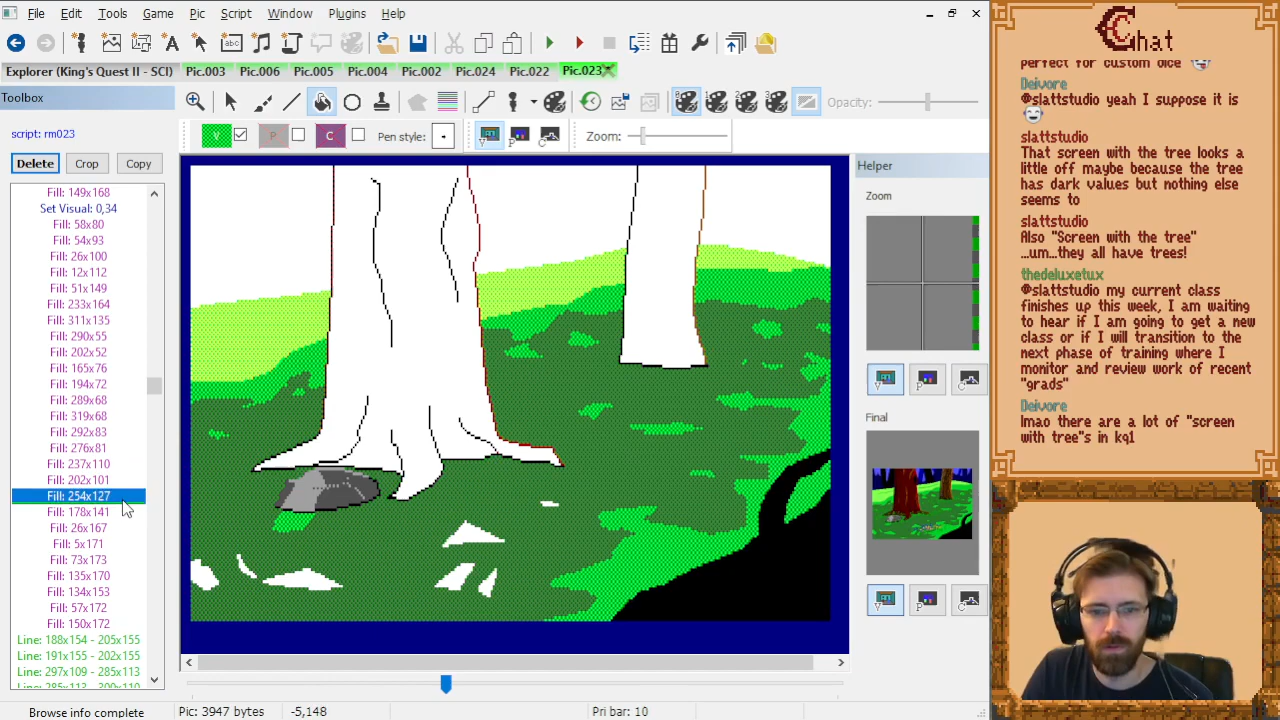 File Edit Tools Game Pic Script Window Plugins Help
Explorer (King's Quest II - SCI) Pic.003 Pic.006 Pic.005 Pic.004 Pic.002 Pic.024 Pic.022 Pic.023
Toolbox
Opacity:
script: rm023
V P C Pen style: Zoom:
Delete Crop Copy
Helper
Fill: 149x168
Set Visual: 0,34
Fill: 58x80
Fill: 54x93
Fill: 26x100
Fill: 12x112
Fill: 51x149
Fill: 233x164
Fill: 311x135
Fill: 290x55
Fill: 202x52
Fill: 165x76
Fill: 194x72
Fill: 289x68
Fill: 319x68
Fill: 292x83
Fill: 276x81
Fill: 237x110
Fill: 202x101
Fill: 254x127
Fill: 178x141
Fill: 26x167
Fill: 5x171
Fill: 73x173
Fill: 135x170
Fill: 134x153
Fill: 57x172
Fill: 150x172
Line: 188x154 - 205x155
Line: 191x155 - 202x155
Line: 297x109 - 285x113
Line: 285x113 - 300x110
Zoom
Final
Browse info complete Pic: 3947 bytes -5,148 Pri bar: 10
Chat
perfect for custom dice
Deivore
@slattstudio yeah I suppose it is
slattstudio
That screen with the tree looks a
little off maybe because the tree
has dark values but nothing else
seems to
slattstudio
Also "Screen with the tree"
...um...they all have trees!
thedeluxetux
@slattstudio my current class
finishes up this week, I am waiting
to hear if I am going to get a new
class or if I will transition to the
next phase of training where I
monitor and review work of recent
"grads"
Deivore
lmao there are a lot of "screen
with tree"s in kq1